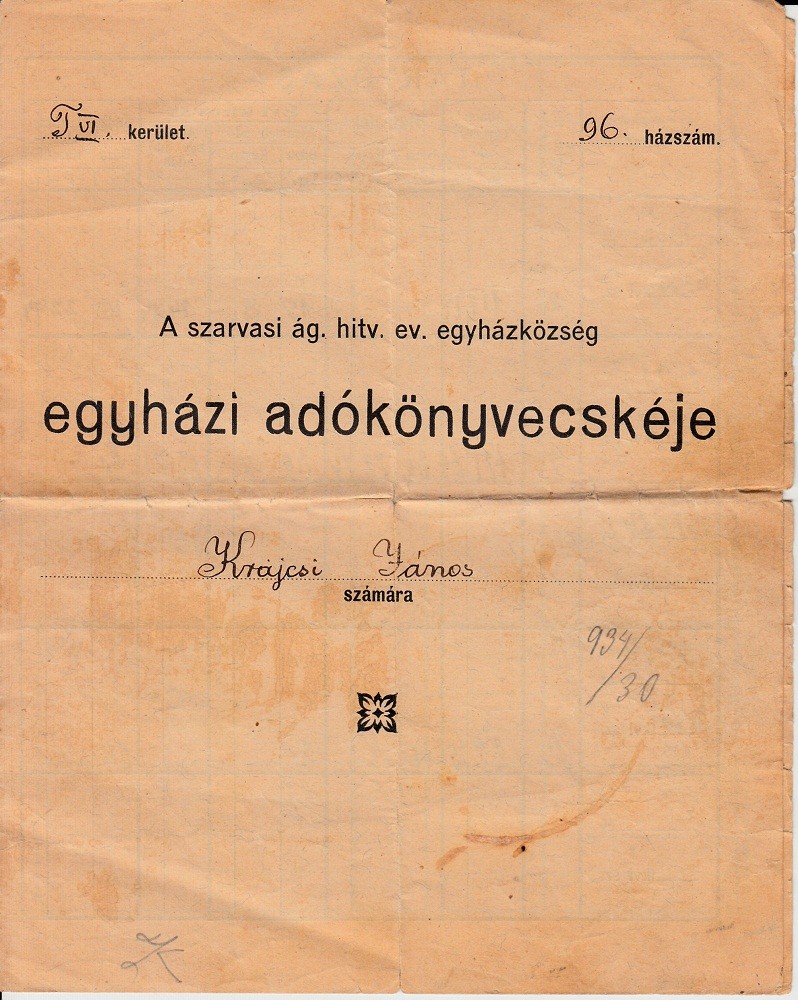 T VI. kerület. 96. házszám.
A szarvasi ág. hitv. ev. egyházközség
egyházi adókönyvecskéje
Krajcsi János
számára
934/
/30
K